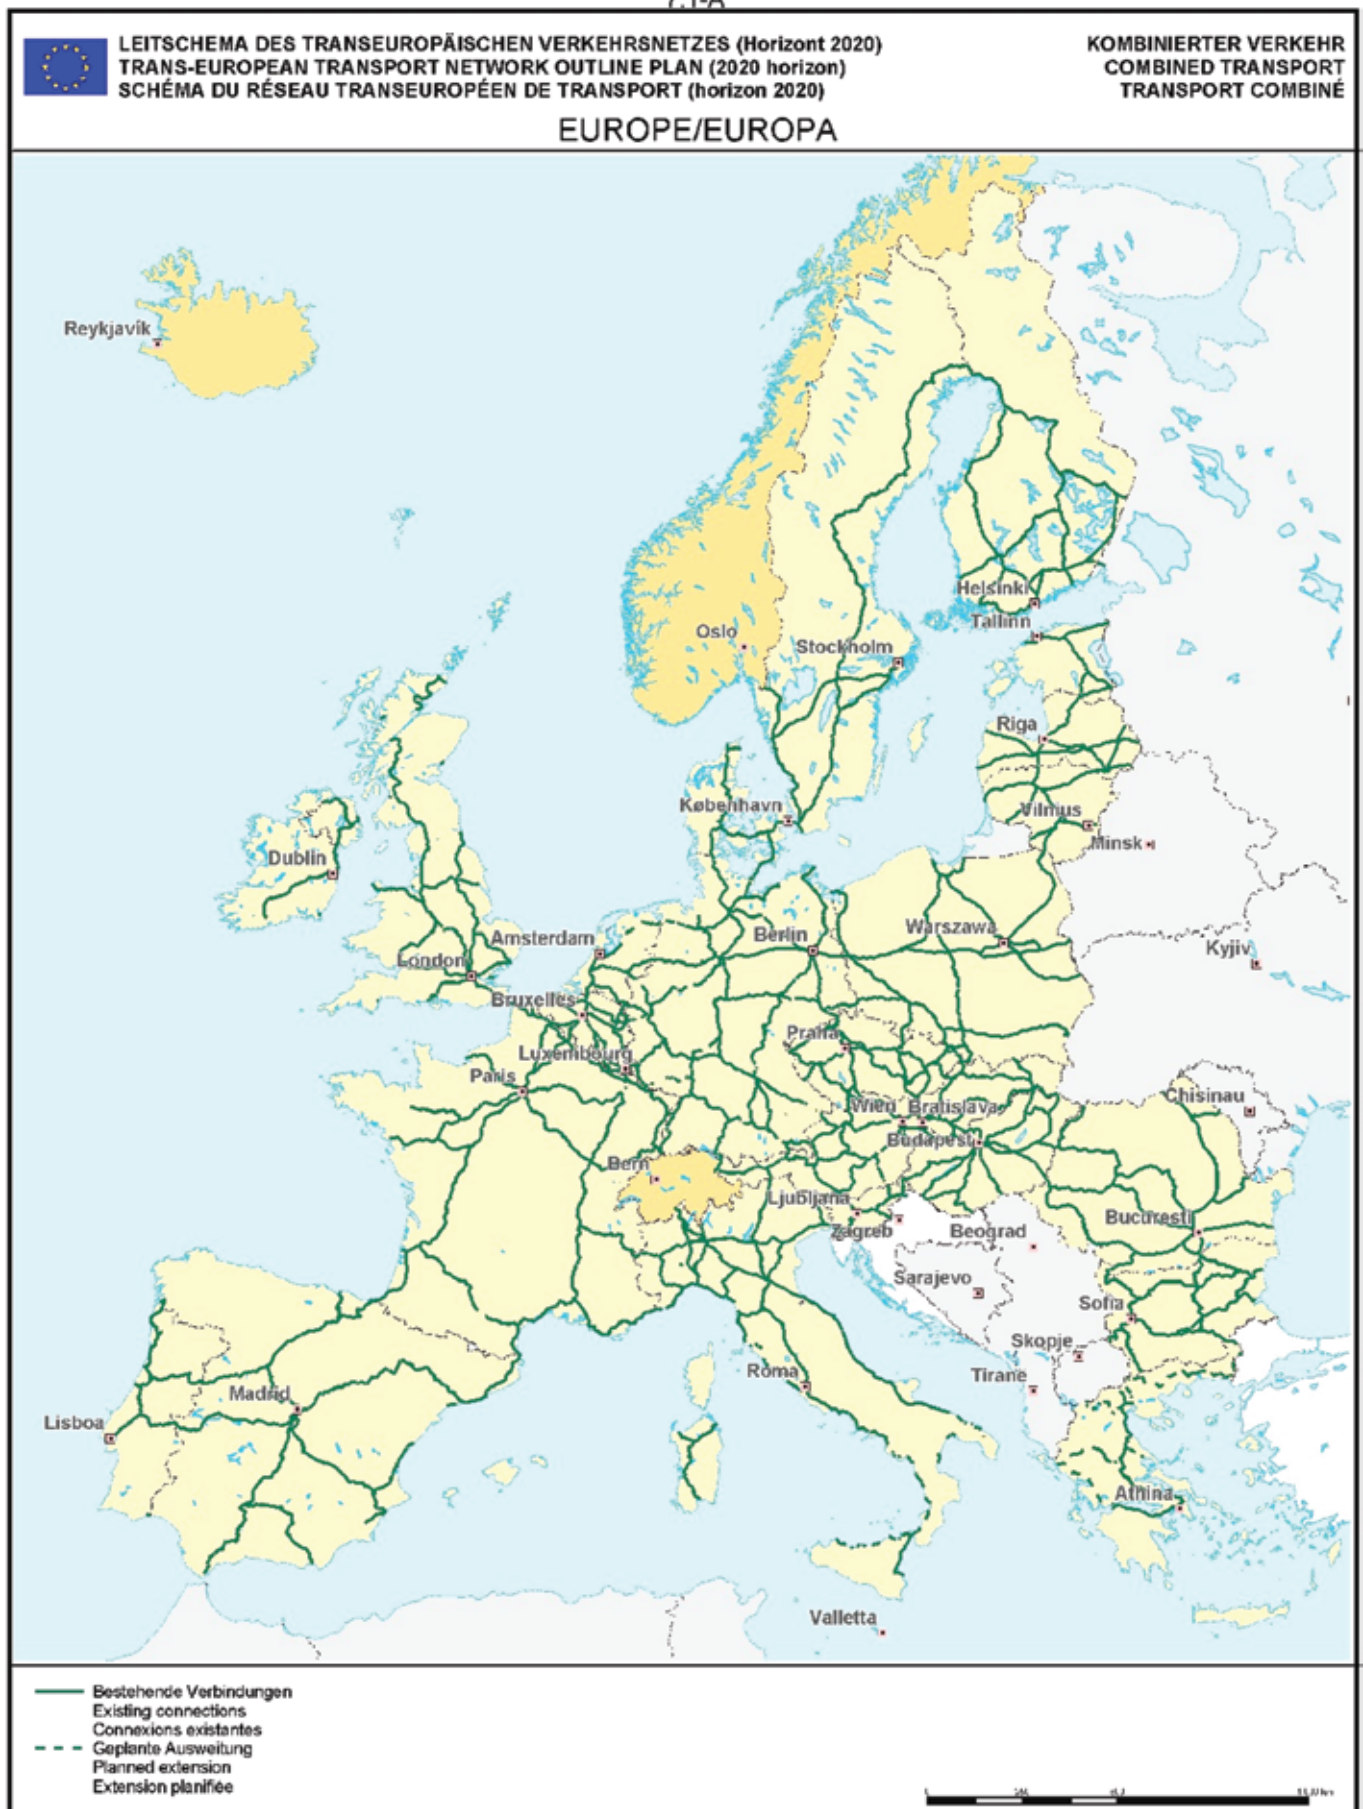 7.1-A
LEITSCHEMA DES TRANSEUROPÄISCHEN VERKEHRSNETZES (Horizont 2020)
TRANS-EUROPEAN TRANSPORT NETWORK OUTLINE PLAN (2020 horizon)
SCHÉMA DU RÉSEAU TRANSEUROPÉEN DE TRANSPORT (horizon 2020)
KOMBINIERTER VERKEHR
COMBINED TRANSPORT
TRANSPORT COMBINÉ
EUROPE/EUROPA
Reykjavík
Helsinki
Tallinn
Oslo
Stockholm
Riga
København
Vilnius
Minsk
Dublin
Amsterdam
Berlin
Warszawa
Kyjiv
London
Bruxelles
Praha
Luxembourg
Paris
Chisinau
Wien
Bratislava
Budapest
Bern
Ljubljana
Zagreb
Beograd
Bucuresti
Sarajevo
Sofia
Skopje
Roma
Tirane
Madrid
Lisboa
Athina
Valletta
Bestehende Verbindungen
Existing connections
Connexions existantes
Geplante Ausweitung
Planned extension
Extension planifiée